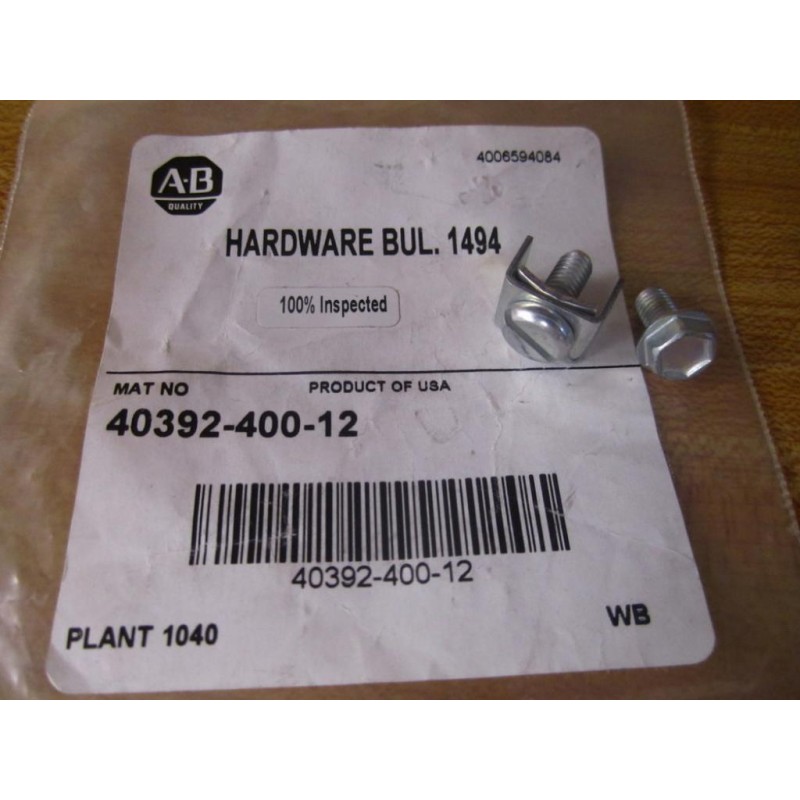 A-B
QUALITY
4006594084
HARDWARE BUL. 1494
100% Inspected
MAT NO PRODUCT OF USA
40392-400-12
40392-400-12
PLANT 1040 WB